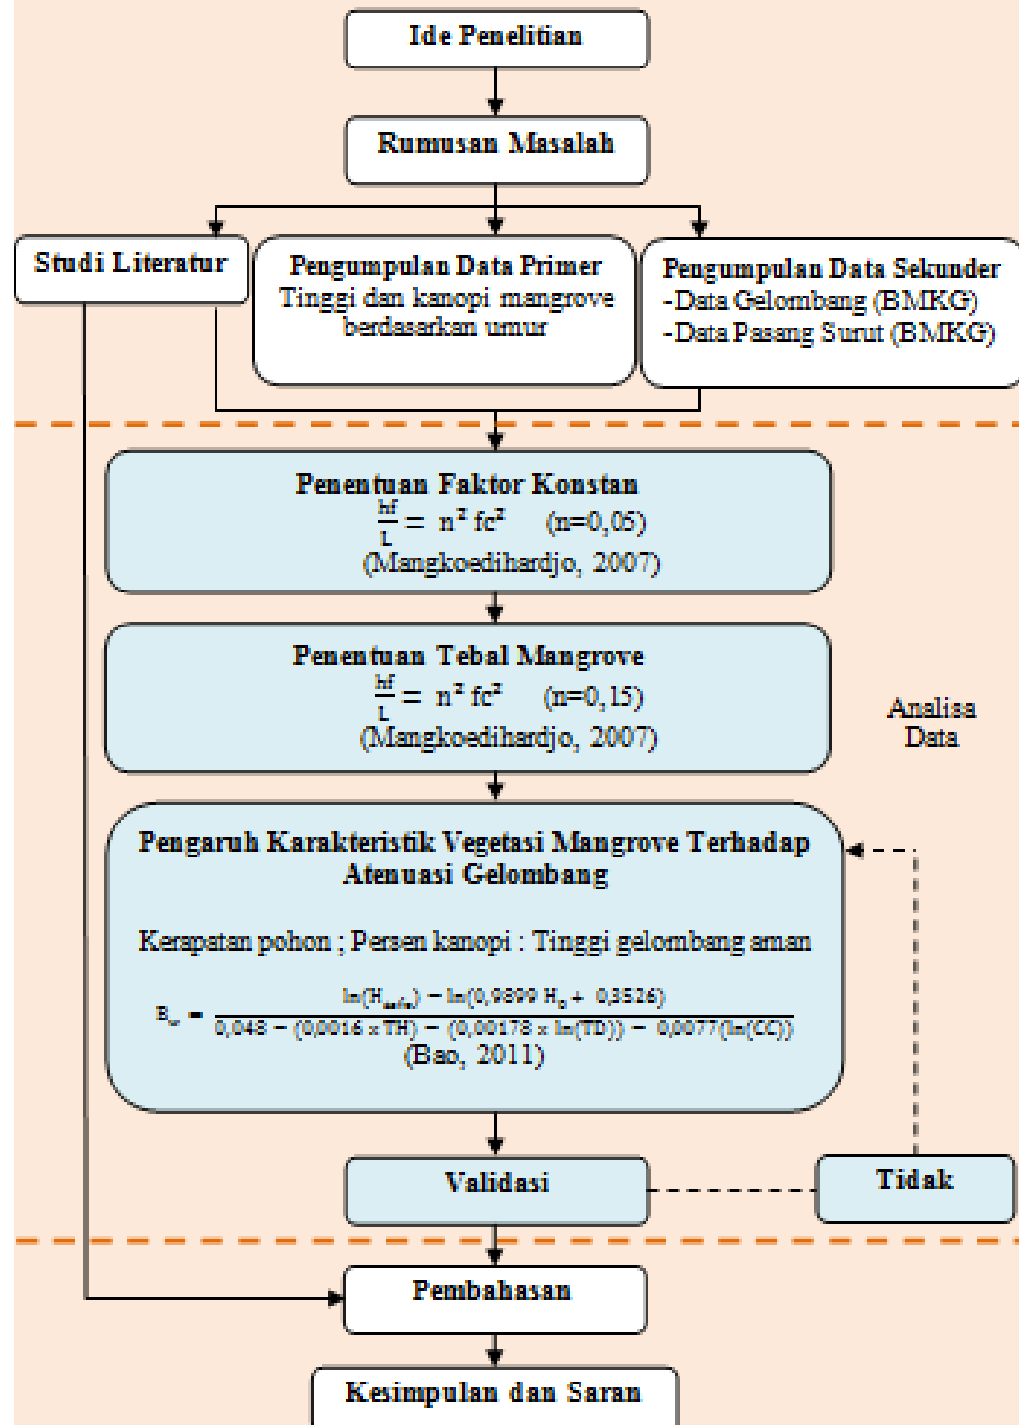 Ide Penelitian
Rumusan Masalah
Studi Literatur
Pengumpulan Data Primer
Tinggi dan kanopi mangrove
berdasarkan umur
Pengumpulan Data Sekunder
-Data Gelombang (BMKG)
-Data Pasang Surut (BMKG)
Penentuan Faktor Konstan
hf/L = n² fc² (n=0,05)
(Mangkoedihardjo, 2007)
Penentuan Tebal Mangrove
hf/L = n² fc² (n=0,15)
(Mangkoedihardjo, 2007)
Analisa
Data
Pengaruh Karakteristik Vegetasi Mangrove Terhadap
Atenuasi Gelombang
Kerapatan pohon ; Persen kanopi : Tinggi gelombang aman
ln(H_safe) − ln(0,9899 H₀ + 0,3526)
B_w =
0,048 − (0,0016 x TH) − (0,00178 x ln(TD)) − 0,0077(ln(CC))
(Bao, 2011)
Validasi
Tidak
Pembahasan
Kesimpulan dan Saran